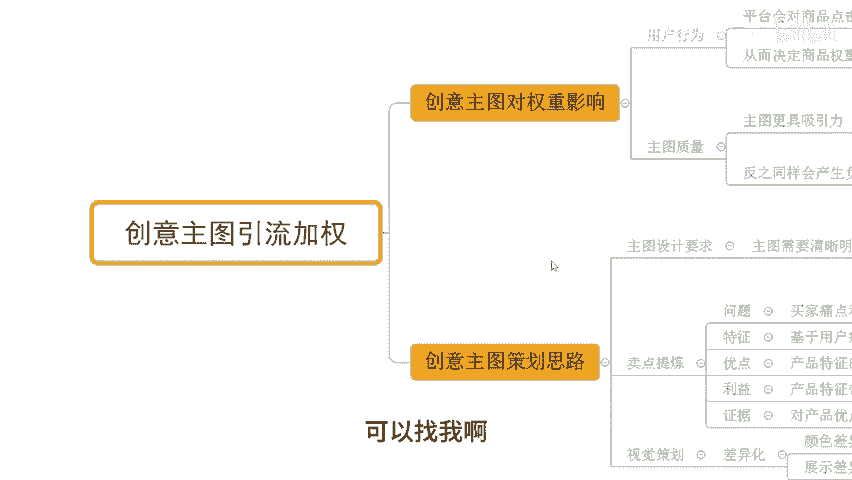 平台会对商品点击
用户行为
从而决定商品权重
创意主图对权重影响
主图更具吸引力
主图质量
反之同样会产生负
创意主图引流加权
主图设计要求
主图需要清晰明
问题
买家痛点
特征
基于用户
创意主图策划思路
卖点提炼
优点
产品特征
利益
产品特征
证据
对产品优
可以找我啊
颜色差异
视觉策划
差异化
展示差异